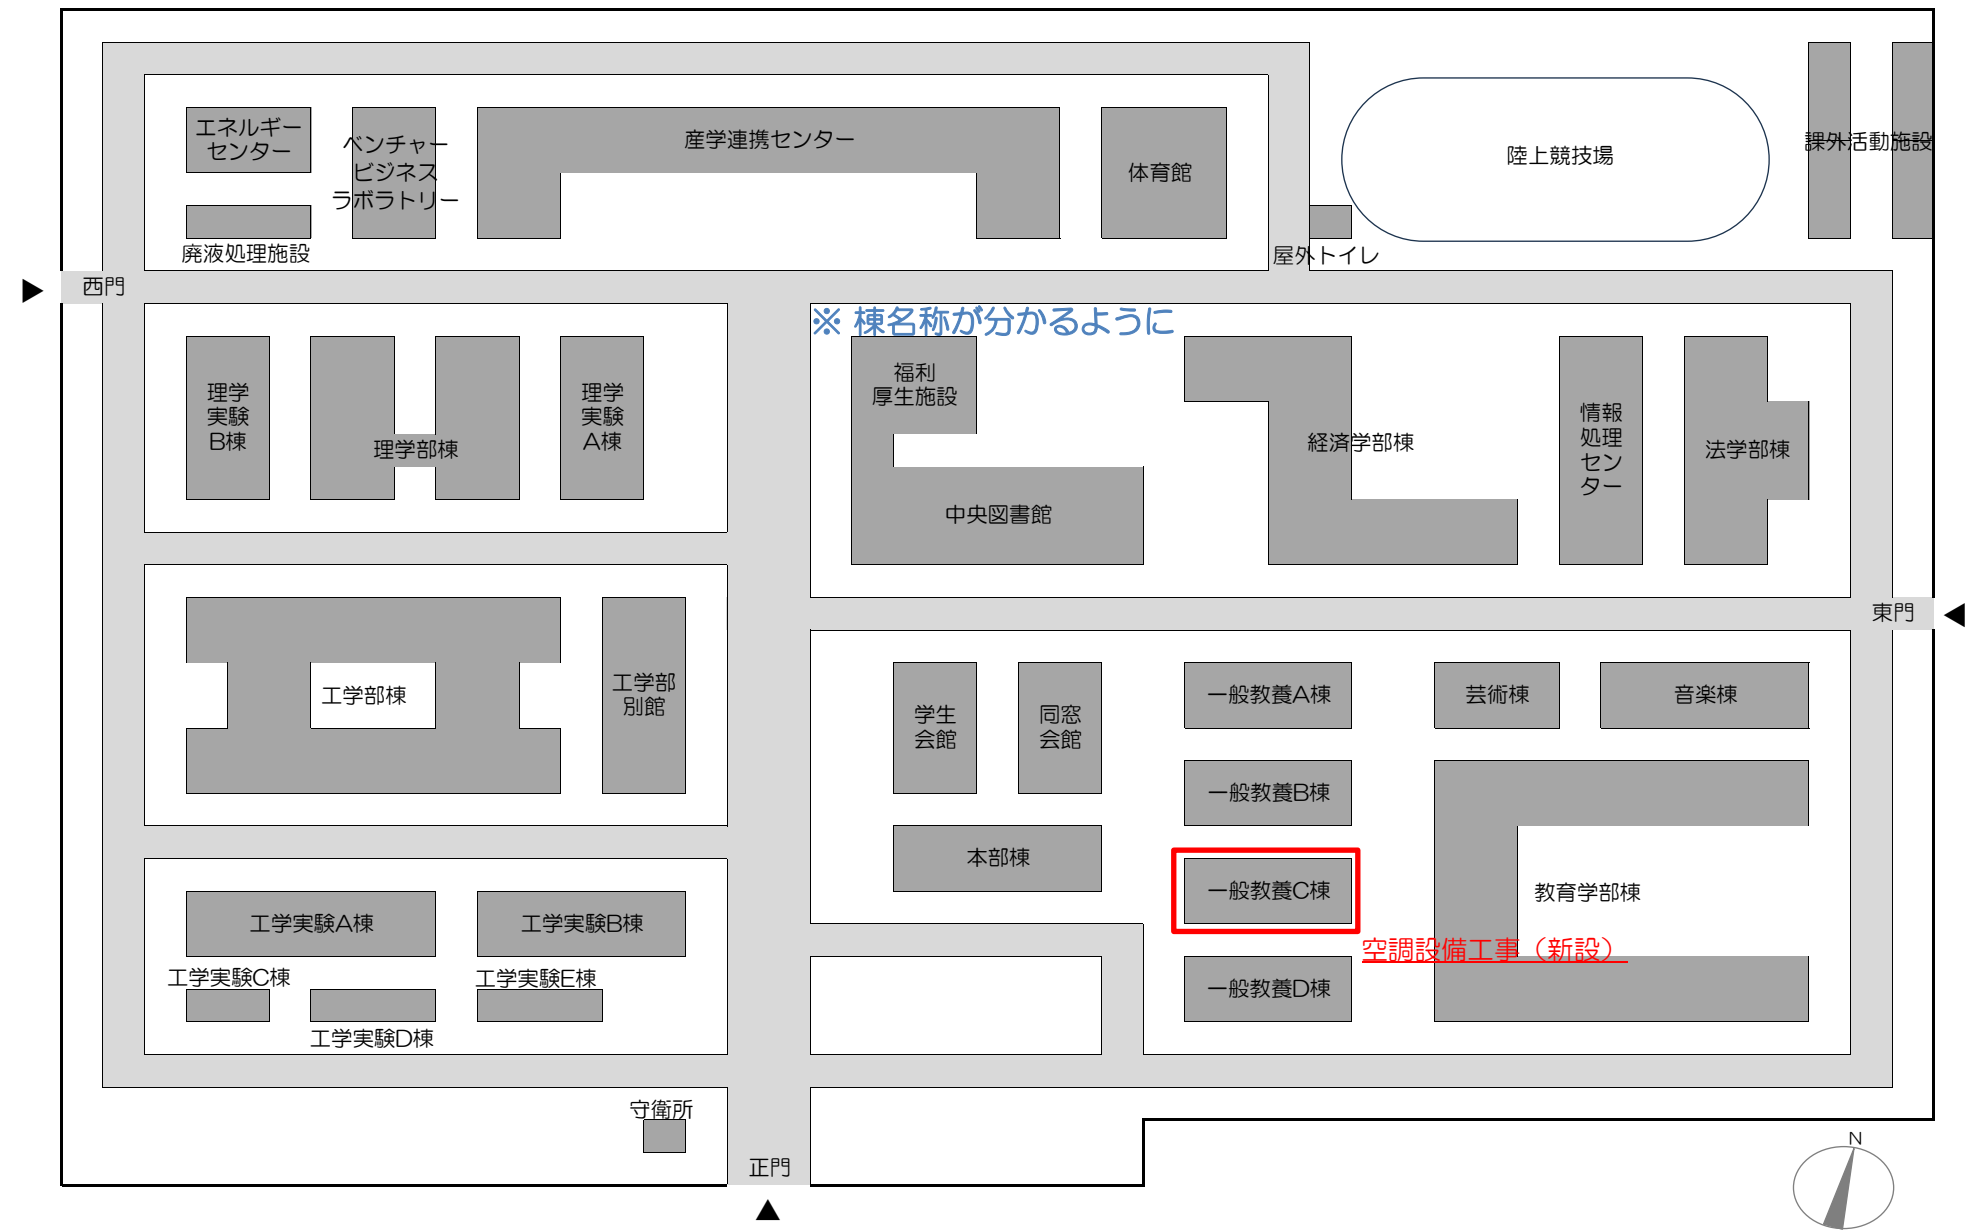 エネルギー
センター
ベンチャー
ビジネス
ラボラトリー
産学連携センター
体育館
陸上競技場
課外活動施設
廃液処理施設
屋外トイレ
西門
※ 棟名称が分かるように
理学
実験
B棟
理学部棟
理学
実験
A棟
福利
厚生施設
中央図書館
経済学部棟
情報
処理
セン
ター
法学部棟
東門
工学部棟
工学部
別館
学生
会館
同窓
会館
一般教養A棟
芸術棟
音楽棟
一般教養B棟
本部棟
一般教養C棟
教育学部棟
空調設備工事（新設）
工学実験A棟
工学実験B棟
工学実験C棟
工学実験E棟
一般教養D棟
工学実験D棟
守衛所
正門
N